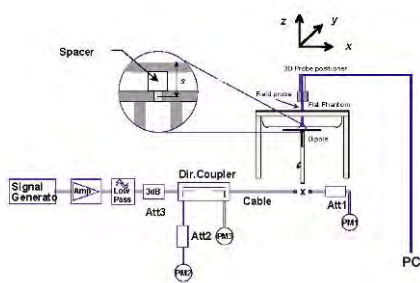 z
y
x
3D Probe positioner
Spacer
s
Field probe
Flat Phantom
Dipole
Dir.Coupler
Signal
Generato
Amp
Low
Pass
3dB
Att3
Cable
x
Att1
PM1
Att2
PM3
PM2
PC